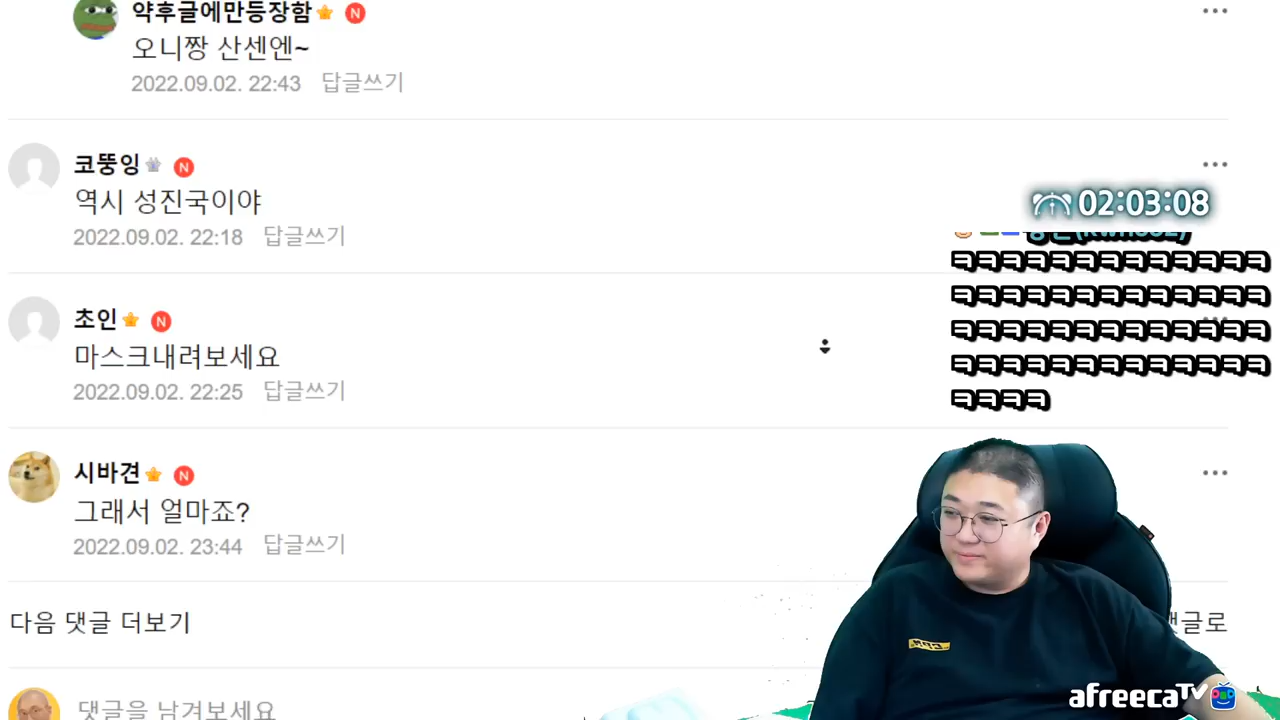 약후글에만등장함 N
오니짱 산센엔~
2022.09.02. 22:43 답글쓰기
코뚱잉 N
역시 성진국이야
2022.09.02. 22:18 답글쓰기
02:03:08
ㅋㅋㅋㅋㅋㅋㅋㅋㅋㅋㅋㅋㅋ
ㅋㅋㅋㅋㅋㅋㅋㅋㅋㅋㅋㅋㅋ
ㅋㅋㅋㅋㅋㅋㅋㅋㅋㅋㅋㅋㅋ
ㅋㅋㅋㅋㅋㅋㅋㅋㅋㅋㅋㅋㅋ
ㅋㅋㅋㅋ
초인 N
마스크내려보세요
2022.09.02. 22:25 답글쓰기
시바견 N
그래서 얼마죠?
2022.09.02. 23:44 답글쓰기
다음 댓글 더보기
댓글로
댓글을 남겨보세요
afreecaTV